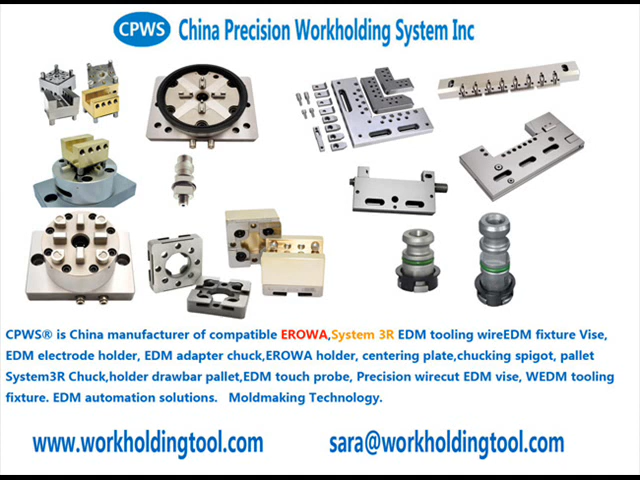 CPWS® China Precision Workholding System Inc
CPWS® is China manufacturer of compatible EROWA,System 3R EDM tooling wireEDM fixture Vise,
EDM electrode holder, EDM adapter chuck,EROWA holder, centering plate,chucking spigot, pallet
System3R Chuck,holder drawbar pallet,EDM touch probe, Precision wirecut EDM vise, WEDM tooling
fixture. EDM automation solutions. Moldmaking Technology.
www.workholdingtool.com sara@workholdingtool.com